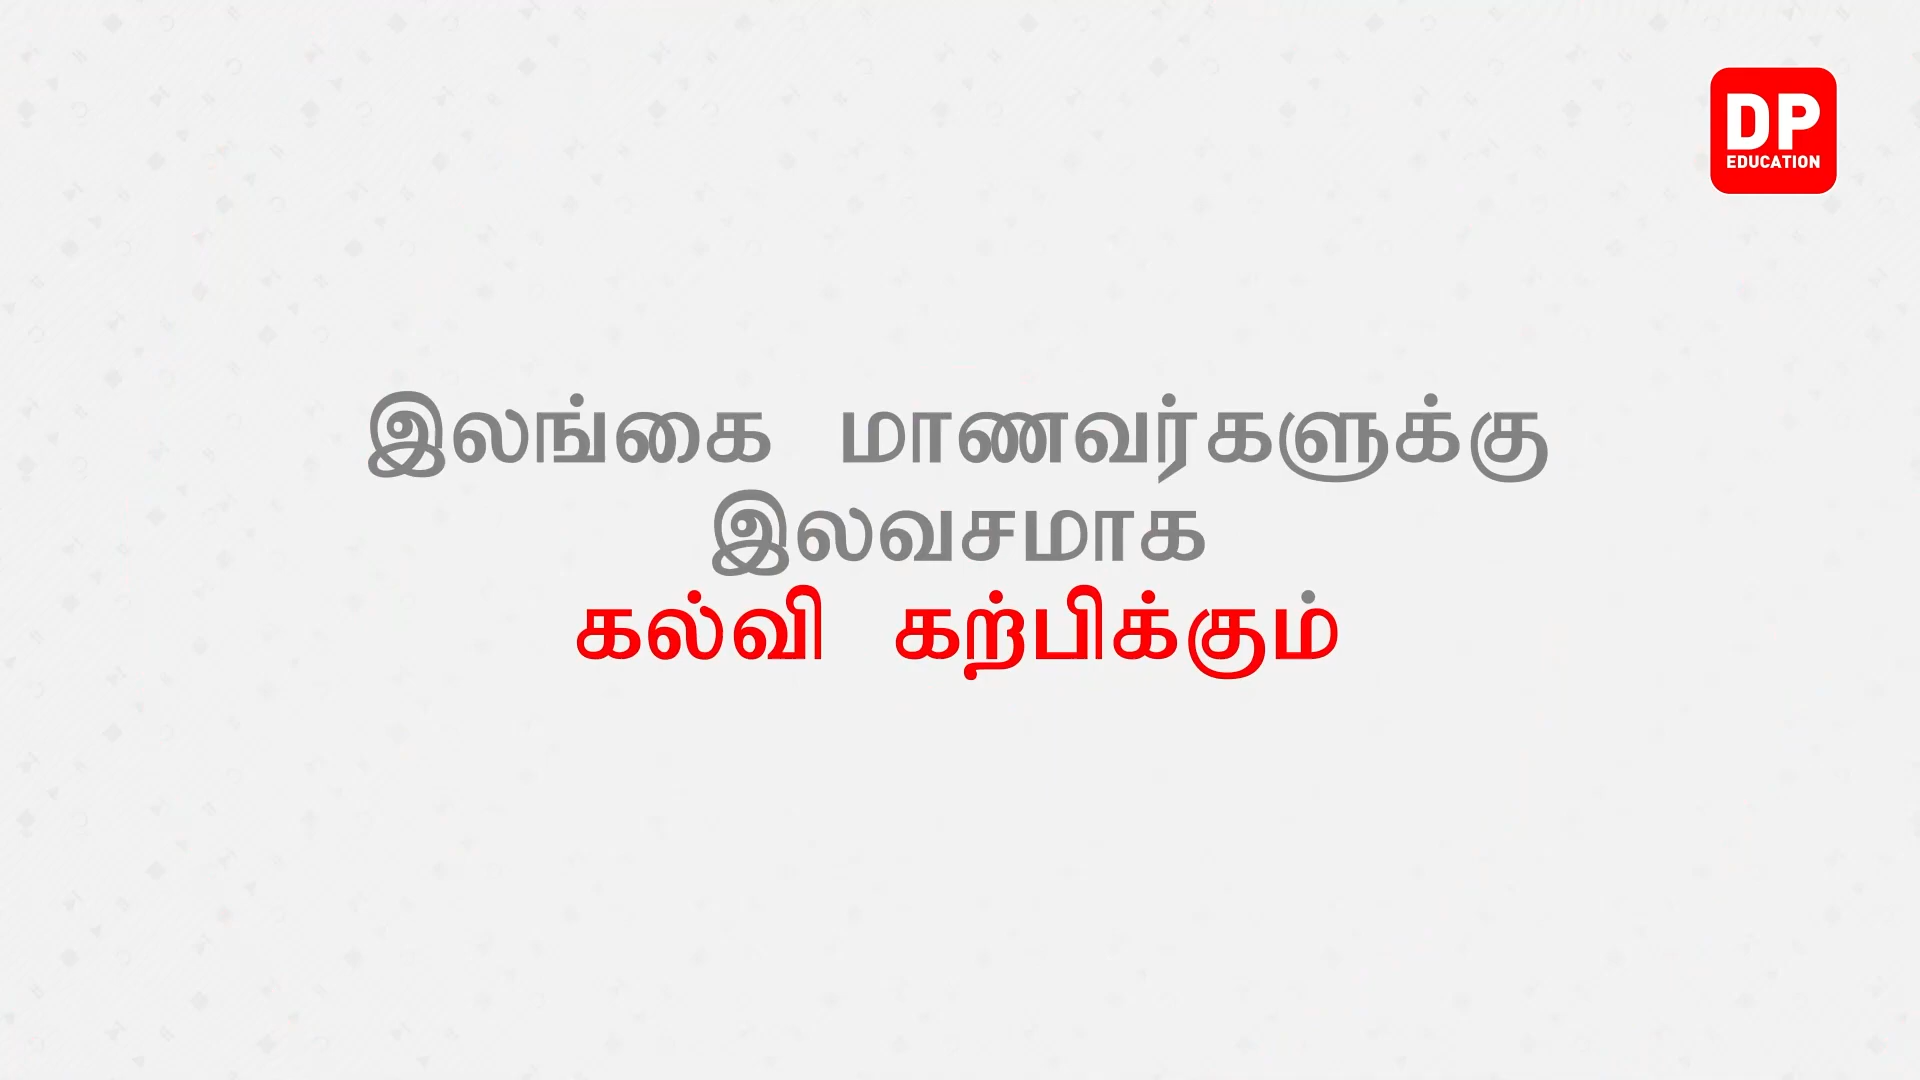 DP
EDUCATION
இலங்கை மாணவர்களுக்கு
இலவசமாக
கல்வி கற்பிக்கும்